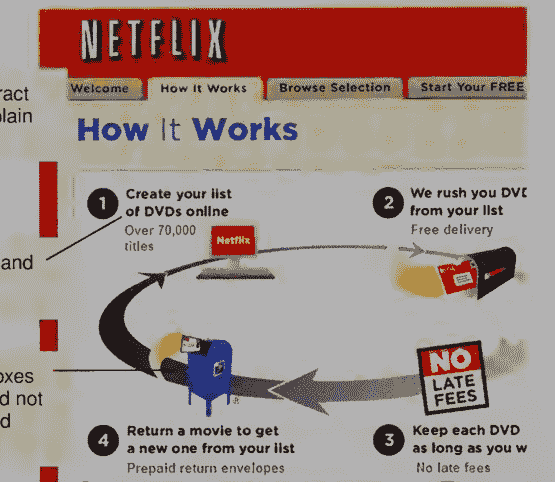 NETFLIX
Welcome
How It Works
Browse Selection
Start Your FREE
ract
plain
How It Works
1
Create your list
of DVDs online
Over 70,000
titles
Netflix
2
We rush you DVD
from your list
Free delivery
and
oxes
d not
d
NO
LATE
FEES
4
Return a movie to get
a new one from your list
Prepaid return envelopes
3
Keep each DVD
as long as you w
No late fees